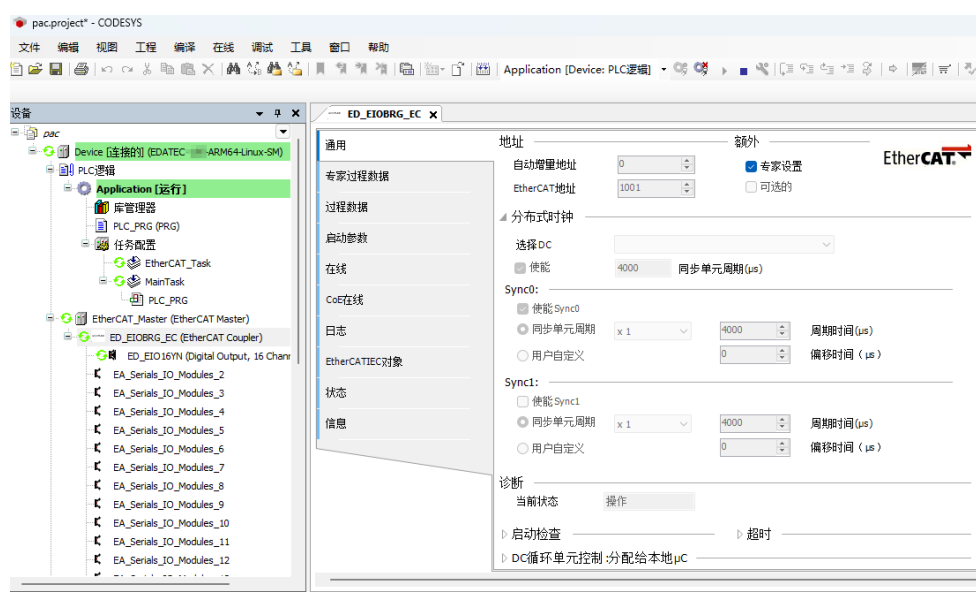 pac.project* - CODESYS
文件 编辑 视图 工程 编译 在线 调试 工具 窗口 帮助
Application [Device: PLC逻辑]
设备
ED_EIOBRG_EC
pac
Device [连接的] (EDATEC -ARM64-Linux-SM)
PLC逻辑
Application [运行]
库管理器
PLC_PRG (PRG)
任务配置
EtherCAT_Task
MainTask
PLC_PRG
EtherCAT_Master (EtherCAT Master)
ED_EIOBRG_EC (EtherCAT Coupler)
ED_EIO16YN (Digital Output, 16 Chanr
EA_Serials_IO_Modules_2
EA_Serials_IO_Modules_3
EA_Serials_IO_Modules_4
EA_Serials_IO_Modules_5
EA_Serials_IO_Modules_6
EA_Serials_IO_Modules_7
EA_Serials_IO_Modules_8
EA_Serials_IO_Modules_9
EA_Serials_IO_Modules_10
EA_Serials_IO_Modules_11
EA_Serials_IO_Modules_12
通用
专家过程数据
过程数据
启动参数
在线
CoE在线
日志
EtherCATIEC对象
状态
信息
地址 额外
自动增量地址 0 专家设置
EtherCAT地址 1001 可选的
EtherCAT.
分布式时钟
选择DC
使能 4000 同步单元周期(μs)
Sync0:
使能Sync0
同步单元周期 x 1 4000 周期时间(μs)
用户自定义 0 偏移时间（μs）
Sync1:
使能Sync1
同步单元周期 x 1 4000 周期时间(μs)
用户自定义 0 偏移时间（μs）
诊断
当前状态 操作
启动检查 超时
DC循环单元控制:分配给本地μC